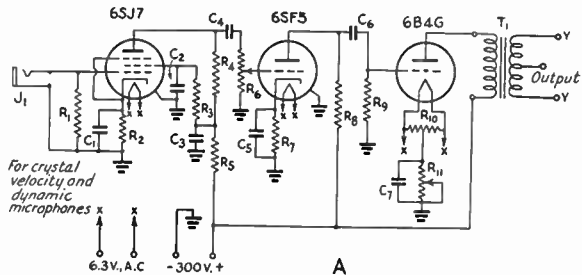 6SJ7
C4
6SF5
C6
6B4G
T1
C2
R4
Y
J1
R6
Output
R1
R3
R8
R9
R10
Y
x x
x x
x x
C1
R2
C3
R5
C5
R7
C7
R11
For crystal
velocity and
dynamic
microphones
x x
6.3V., A.C
-300V.+
A